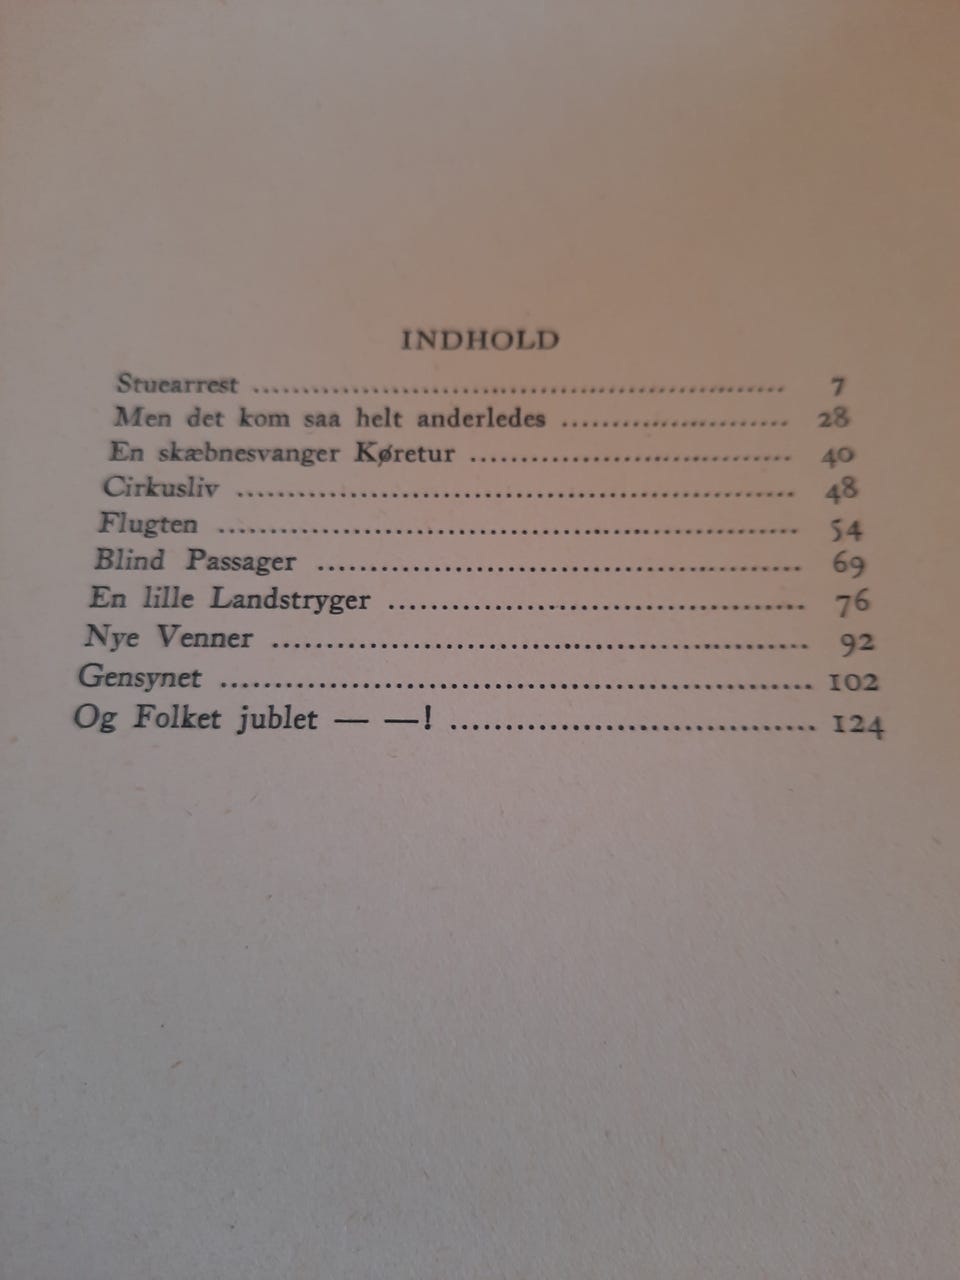 INDHOLD
Stuearrest ........................................................ 7
Men det kom saa helt anderledes ........................ 28
En skæbnesvanger Køretur .................................. 40
Cirkusliv ........................................................... 48
Flugten ............................................................. 54
Blind Passager ................................................... 69
En lille Landstryger ........................................... 76
Nye Venner ....................................................... 92
Gensynet ........................................................... 102
Og Folket jublet — —! ....................................... 124